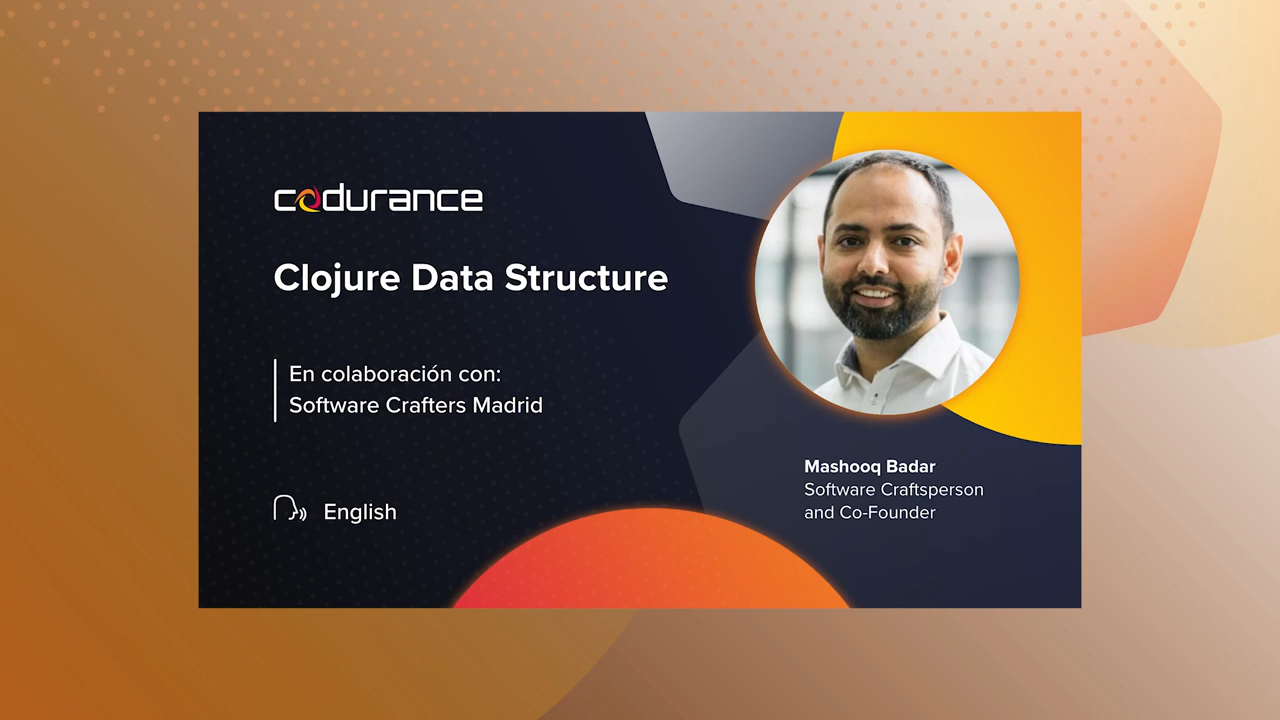 codurance
Clojure Data Structure
En colaboración con:
Software Crafters Madrid
English
Mashooq Badar
Software Craftsperson
and Co-Founder